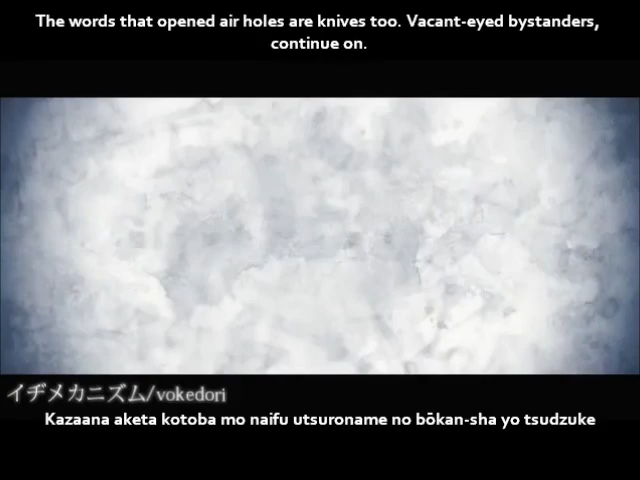 The words that opened air holes are knives too. Vacant-eyed bystanders,
continue on.
イヂメカニズム/vokedori
Kazaana aketa kotoba mo naifu utsuroname no bōkan-sha yo tsudzuke